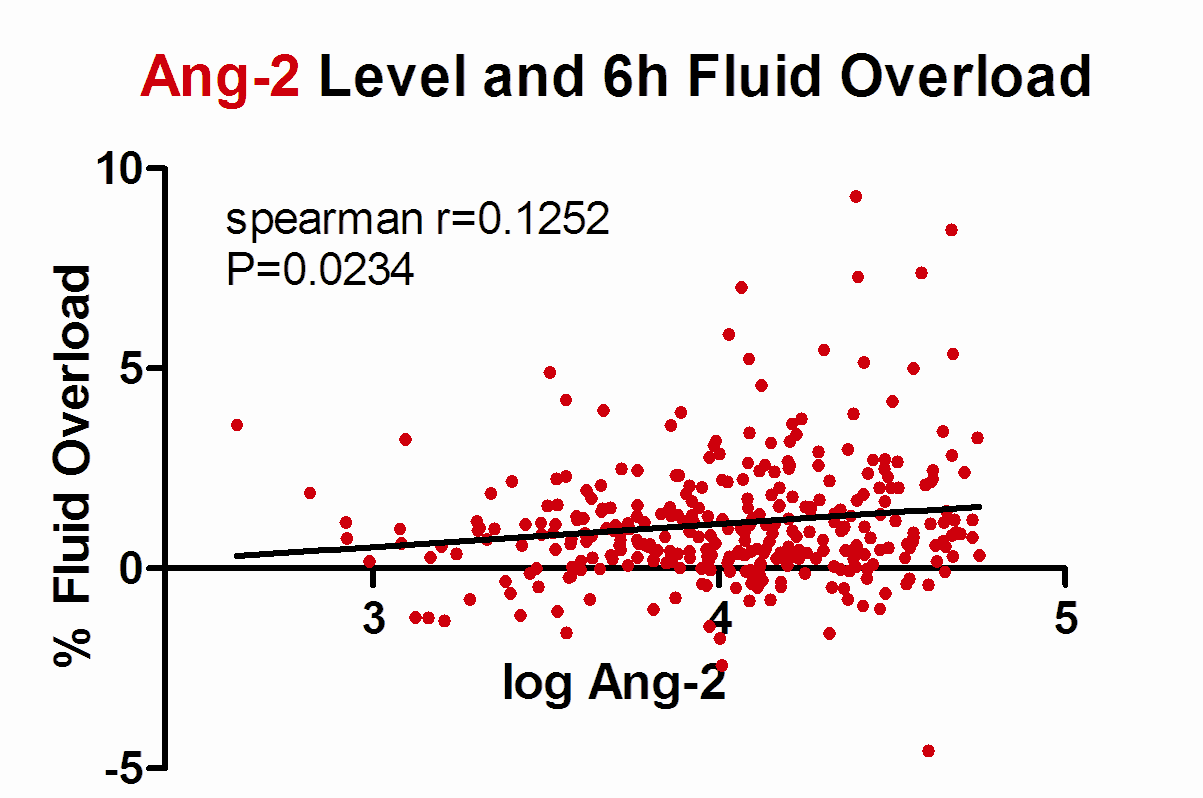 Ang-2 Level and 6h Fluid Overload
10
spearman r=0.1252
P=0.0234
5
% Fluid Overload
0
3
4
5
log Ang-2
-5